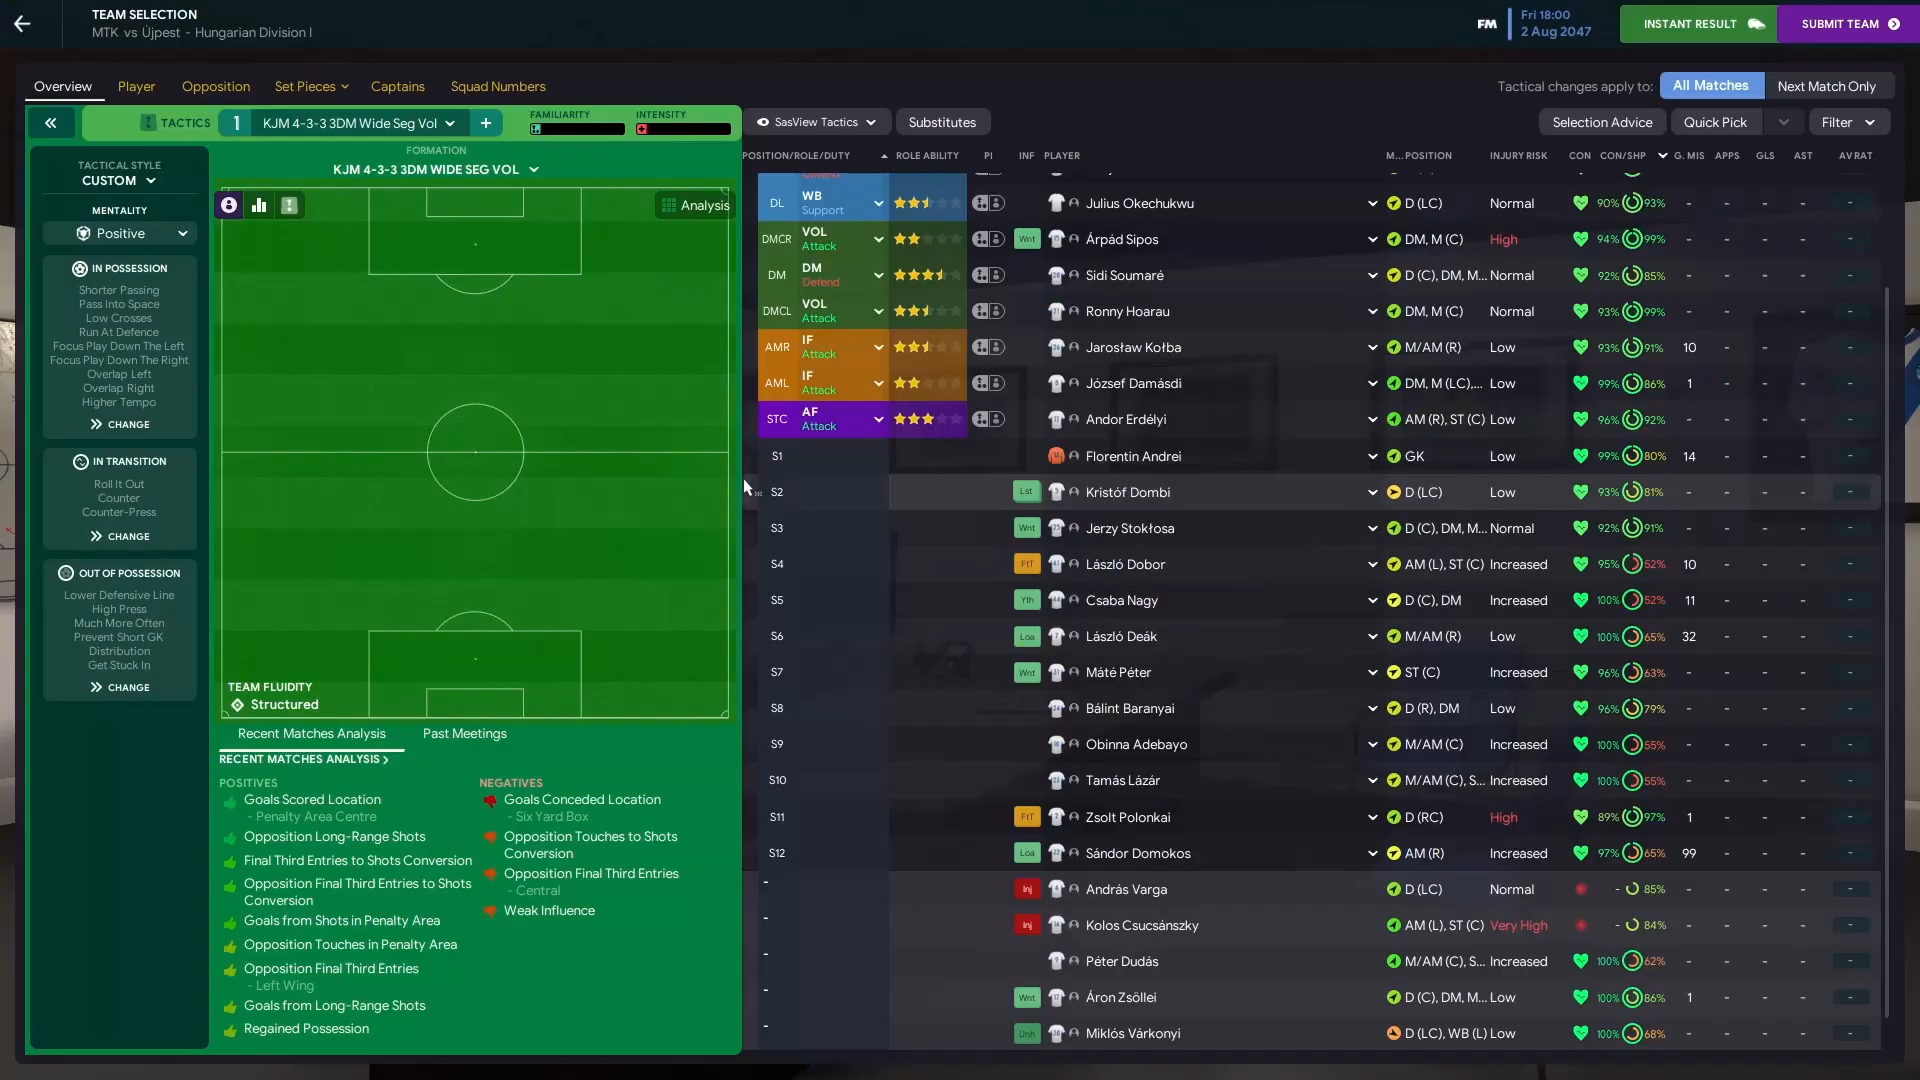 TEAM SELECTION
MTK vs Újpest - Hungarian Division I
FM
Fri 18:00
2 Aug 2047
INSTANT RESULT
SUBMIT TEAM
Overview Player Opposition Set Pieces Captains Squad Numbers
Tactical changes apply to: All Matches Next Match Only
TACTICS 1 KJM 4-3-3 3DM Wide Seg Vol +
FAMILIARITY
INTENSITY
SasView Tactics Substitutes
Selection Advice Quick Pick Filter
TACTICAL STYLE
CUSTOM
MENTALITY
Positive
IN POSSESSION
Shorter Passing
Pass Into Space
Low Crosses
Run At Defence
Focus Play Down The Left
Focus Play Down The Right
Overlap Left
Overlap Right
Higher Tempo
CHANGE
IN TRANSITION
Roll It Out
Counter
Counter-Press
CHANGE
OUT OF POSSESSION
Lower Defensive Line
High Press
Much More Often
Prevent Short GK
Distribution
Get Stuck In
CHANGE
FORMATION
KJM 4-3-3 3DM WIDE SEG VOL
Analysis
TEAM FLUIDITY
Structured
Recent Matches Analysis Past Meetings
RECENT MATCHES ANALYSIS
POSITIVES
Goals Scored Location
- Penalty Area Centre
Opposition Long-Range Shots
Final Third Entries to Shots Conversion
Opposition Final Third Entries to Shots
Conversion
Goals from Shots in Penalty Area
Opposition Touches in Penalty Area
Opposition Final Third Entries
- Left Wing
Goals from Long-Range Shots
Regained Possession
NEGATIVES
Goals Conceded Location
- Six Yard Box
Opposition Touches to Shots
Conversion
Opposition Final Third Entries
- Central
Weak Influence
POSITION/ROLE/DUTY ROLE ABILITY PI INF PLAYER M... POSITION INJURY RISK CON CON/SHP G. MIS APPS GLS AST AV RAT
DL WB Support Julius Okechukwu D (LC) Normal 90% 93% - - - - -
DMCR VOL Attack Wnt Árpád Sipos DM, M (C) High 94% 99% - - - - -
DM DM Defend Sidi Soumaré D (C), DM, M... Normal 92% 85% - - - - -
DMCL VOL Attack Ronny Hoarau DM, M (C) Normal 93% 99% - - - - -
AMR IF Attack Jarosław Kołba M/AM (R) Low 93% 91% 10 - - - -
AML IF Attack József Damásdi DM, M (LC),... Low 99% 86% 1 - - - -
STC AF Attack Andor Erdélyi AM (R), ST (C) Low 96% 92% - - - - -
S1 Florentin Andrei GK Low 99% 80% 14 - - - -
S2 Lst Kristóf Dombi D (LC) Low 93% 81% - - - - -
S3 Wnt Jerzy Stokłosa D (C), DM, M... Normal 92% 91% - - - - -
S4 FtT László Dobor AM (L), ST (C) Increased 95% 52% 10 - - - -
S5 Yth Csaba Nagy D (C), DM Increased 100% 52% 11 - - - -
S6 Loa László Deák M/AM (R) Low 100% 65% 32 - - - -
S7 Wnt Máté Péter ST (C) Increased 96% 63% - - - - -
S8 Bálint Baranyai D (R), DM Low 96% 79% - - - - -
S9 Obinna Adebayo M/AM (C) Increased 100% 55% - - - - -
S10 Tamás Lázár M/AM (C), S... Increased 100% 55% - - - - -
S11 FtT Zsolt Polonkai D (RC) High 89% 97% 1 - - - -
S12 Loa Sándor Domokos AM (R) Increased 97% 65% 99 - - - -
- Inj András Varga D (LC) Normal - 85% - - - - -
- Inj Kolos Csucsánszky AM (L), ST (C) Very High - 84% - - - - -
- Péter Dudás M/AM (C), S... Increased 100% 62% - - - - -
- Wnt Áron Zsöllei D (C), DM, M... Low 100% 86% 1 - - - -
- Unh Miklós Várkonyi D (LC), WB (L) Low 100% 68% - - - - -